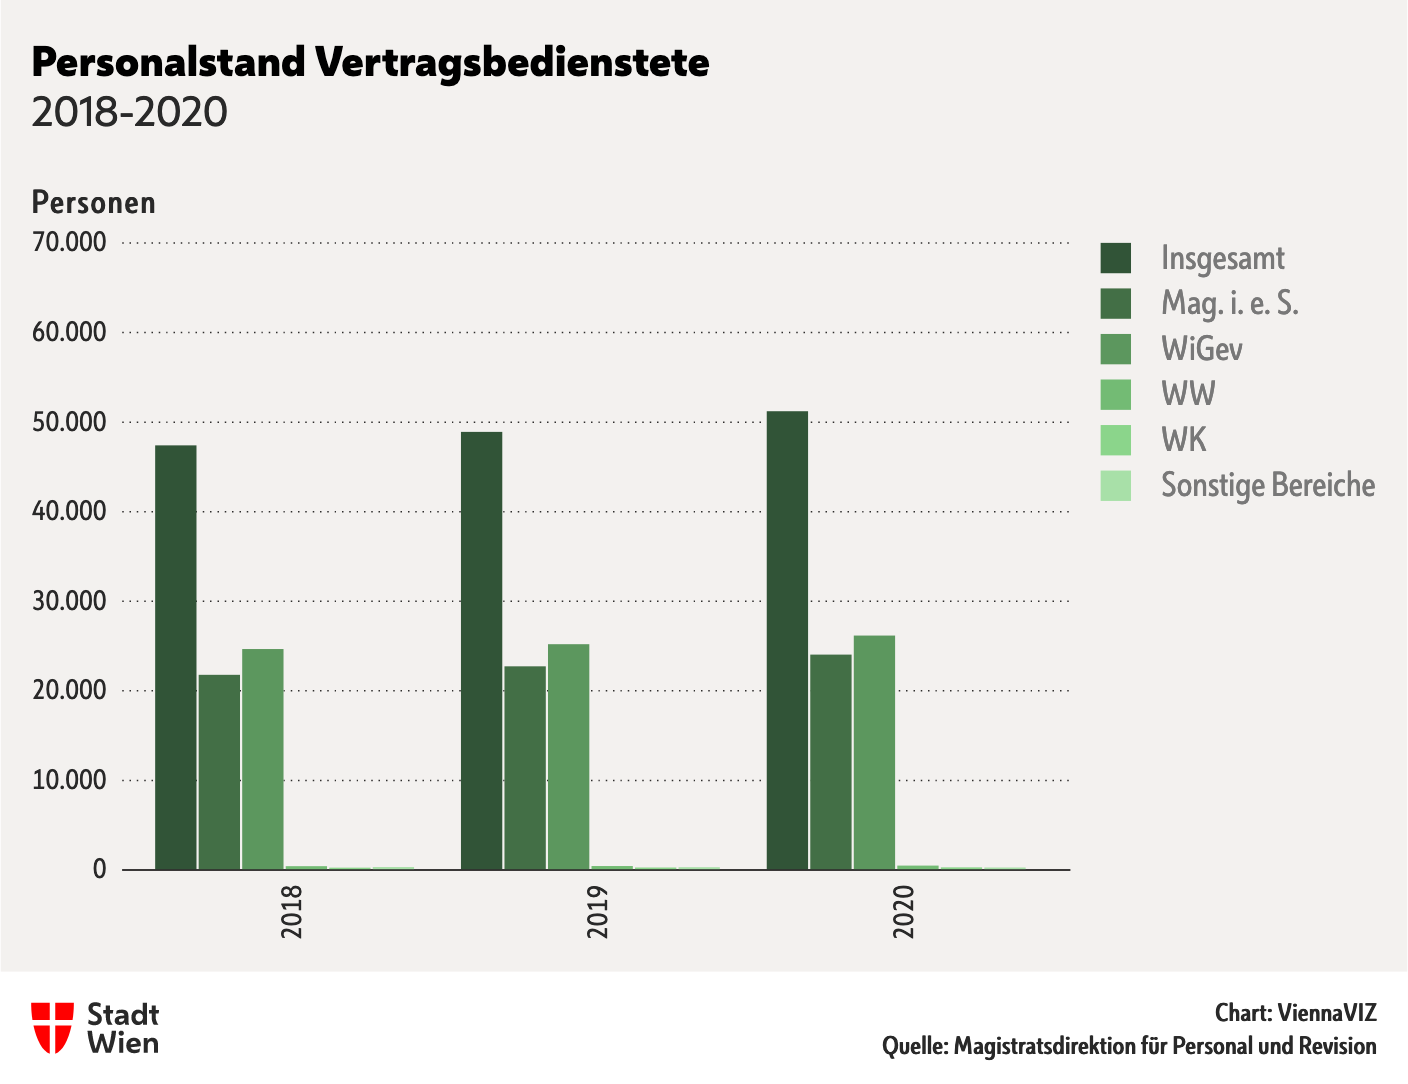 Personalstand Vertragsbedienstete
2018-2020
Personen
70.000
60.000
50.000
40.000
30.000
20.000
10.000
0
2018
2019
2020
Insgesamt
Mag. i. e. S.
WiGev
WW
WK
Sonstige Bereiche
Stadt
Wien
Chart: ViennaVIZ
Quelle: Magistratsdirektion für Personal und Revision